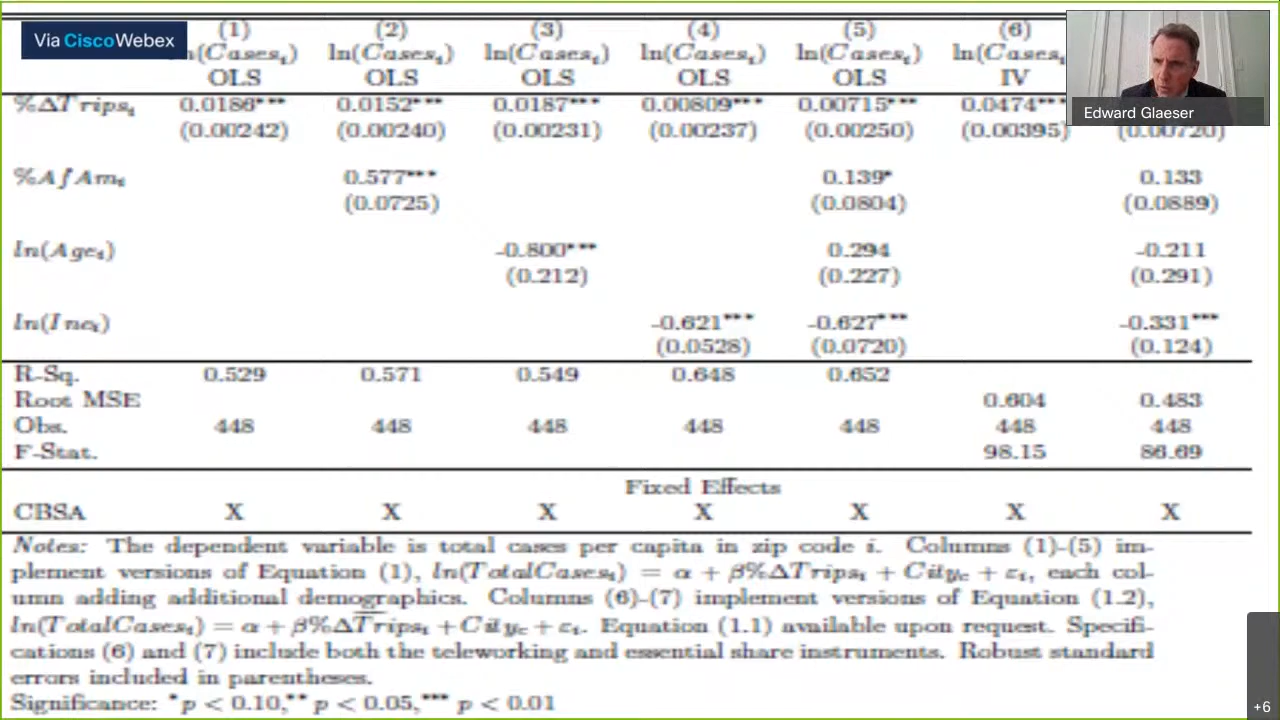 Via CiscoWebex
(1) (2) (3) (4) (5) (6)
ln(Cases_i) ln(Cases_i) ln(Cases_i) ln(Cases_i) ln(Cases_i) ln(Cases_i)
OLS OLS OLS OLS OLS IV
Edward Glaeser
%ΔTrips_i 0.0186*** 0.0152*** 0.0187*** 0.00809*** 0.00715*** 0.0474***
(0.00242) (0.00240) (0.00231) (0.00237) (0.00250) (0.00395) (0.00720)
%AfAm_i 0.577*** 0.139* 0.133
(0.0725) (0.0804) (0.0889)
ln(Age_i) -0.800*** 0.294 -0.211
(0.212) (0.227) (0.291)
ln(Inc_i) -0.621*** -0.627*** -0.331***
(0.0528) (0.0720) (0.124)
R-Sq. 0.529 0.571 0.549 0.648 0.652
Root MSE 0.604 0.483
Obs. 448 448 448 448 448 448 448
F-Stat. 98.15 86.69
Fixed Effects
CBSA X X X X X X X
Notes: The dependent variable is total cases per capita in zip code i. Columns (1)-(5) im-
plement versions of Equation (1), ln(TotalCases_i) = α + β%ΔTrips_i + City_c + ε_i, each col-
umn adding additional demographics. Columns (6)-(7) implement versions of Equation (1.2),
ln(TotalCases_i) = α + β%ΔTrips_i + City_c + ε_i. Equation (1.1) available upon request. Specifi-
cations (6) and (7) include both the teleworking and essential share instruments. Robust standard
errors included in parentheses.
Significance: *p < 0.10,** p < 0.05,*** p < 0.01
+6